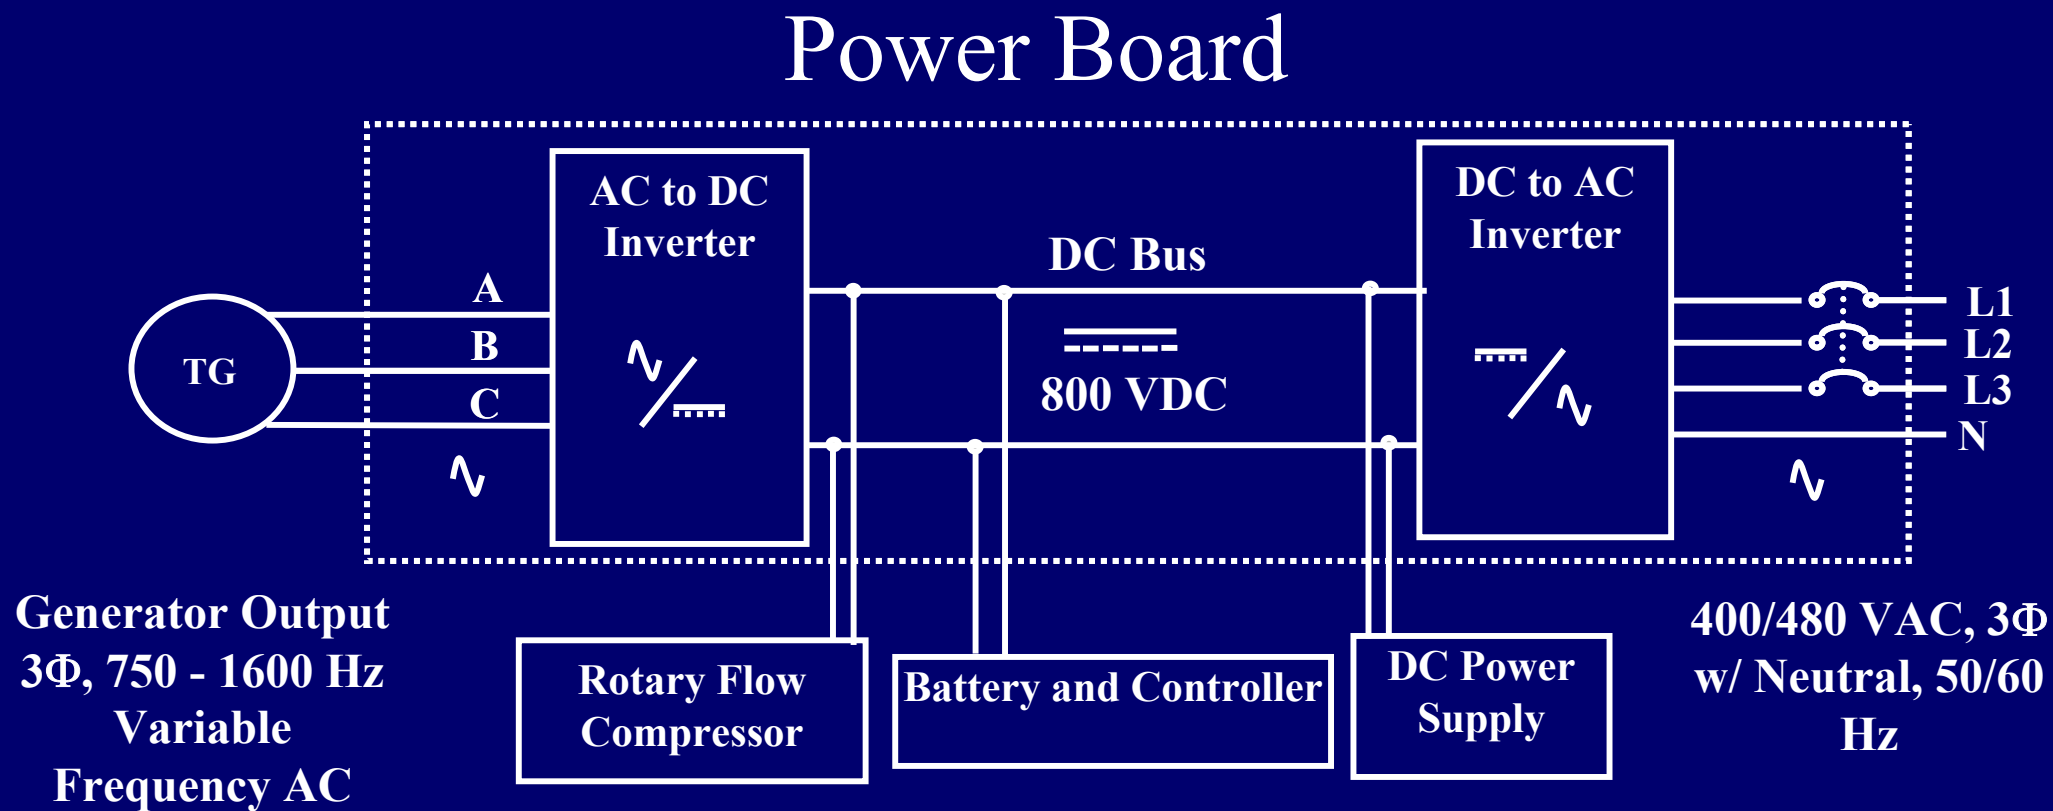 Power Board
AC to DC
Inverter
DC to AC
Inverter
DC Bus
800 VDC
A
B
C
TG
L1
L2
L3
N
Generator Output
3Φ, 750 - 1600 Hz
Variable
Frequency AC
Rotary Flow
Compressor
Battery and Controller
DC Power
Supply
400/480 VAC, 3Φ
w/ Neutral, 50/60
Hz